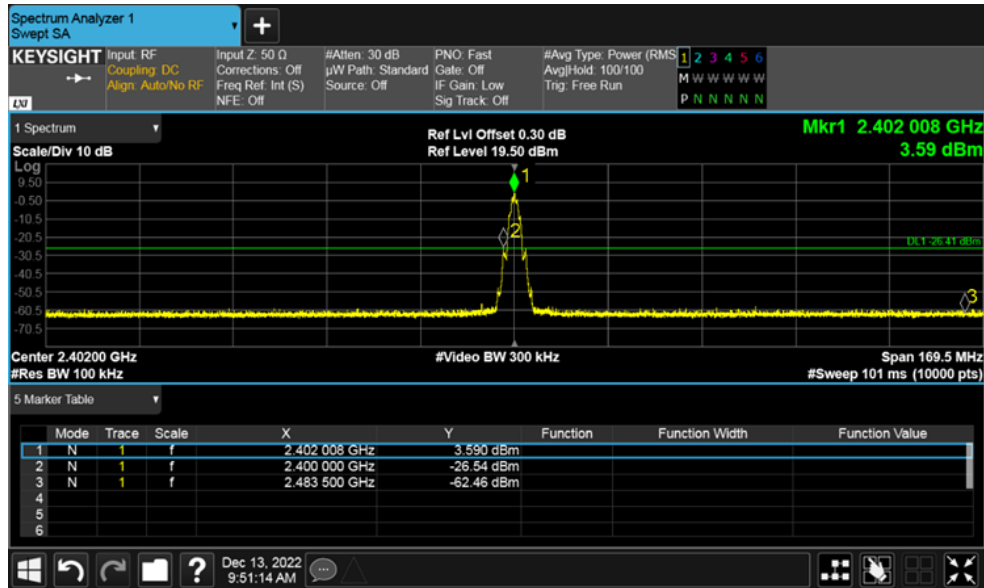 Spectrum Analyzer 1
Swept SA
+
KEYSIGHT Input: RF Input Z: 50 Ω #Atten: 30 dB PNO: Fast #Avg Type: Power (RMS 1 2 3 4 5 6
Coupling: DC Corrections: Off µW Path: Standard Gate: Off Avg|Hold: 100/100 M W W W W W
Align: Auto/No RF Freq Ref: Int (S) Source: Off IF Gain: Low Trig: Free Run
LXI NFE: Off Sig Track: Off P N N N N N
1 Spectrum
Ref Lvl Offset 0.30 dB Mkr1 2.402 008 GHz
Scale/Div 10 dB Ref Level 19.50 dBm 3.59 dBm
Log
9.50
-0.50
-10.5
-20.5
-30.5
-40.5
-50.5
-60.5
-70.5
1
2
DL1 -26.41 dBm
3
Center 2.40200 GHz #Video BW 300 kHz Span 169.5 MHz
#Res BW 100 kHz #Sweep 101 ms (10000 pts)
5 Marker Table
Mode Trace Scale X Y Function Function Width Function Value
1 N 1 f 2.402 008 GHz 3.590 dBm
2 N 1 f 2.400 000 GHz -26.54 dBm
3 N 1 f 2.483 500 GHz -62.46 dBm
4
5
6
? Dec 13, 2022
9:51:14 AM